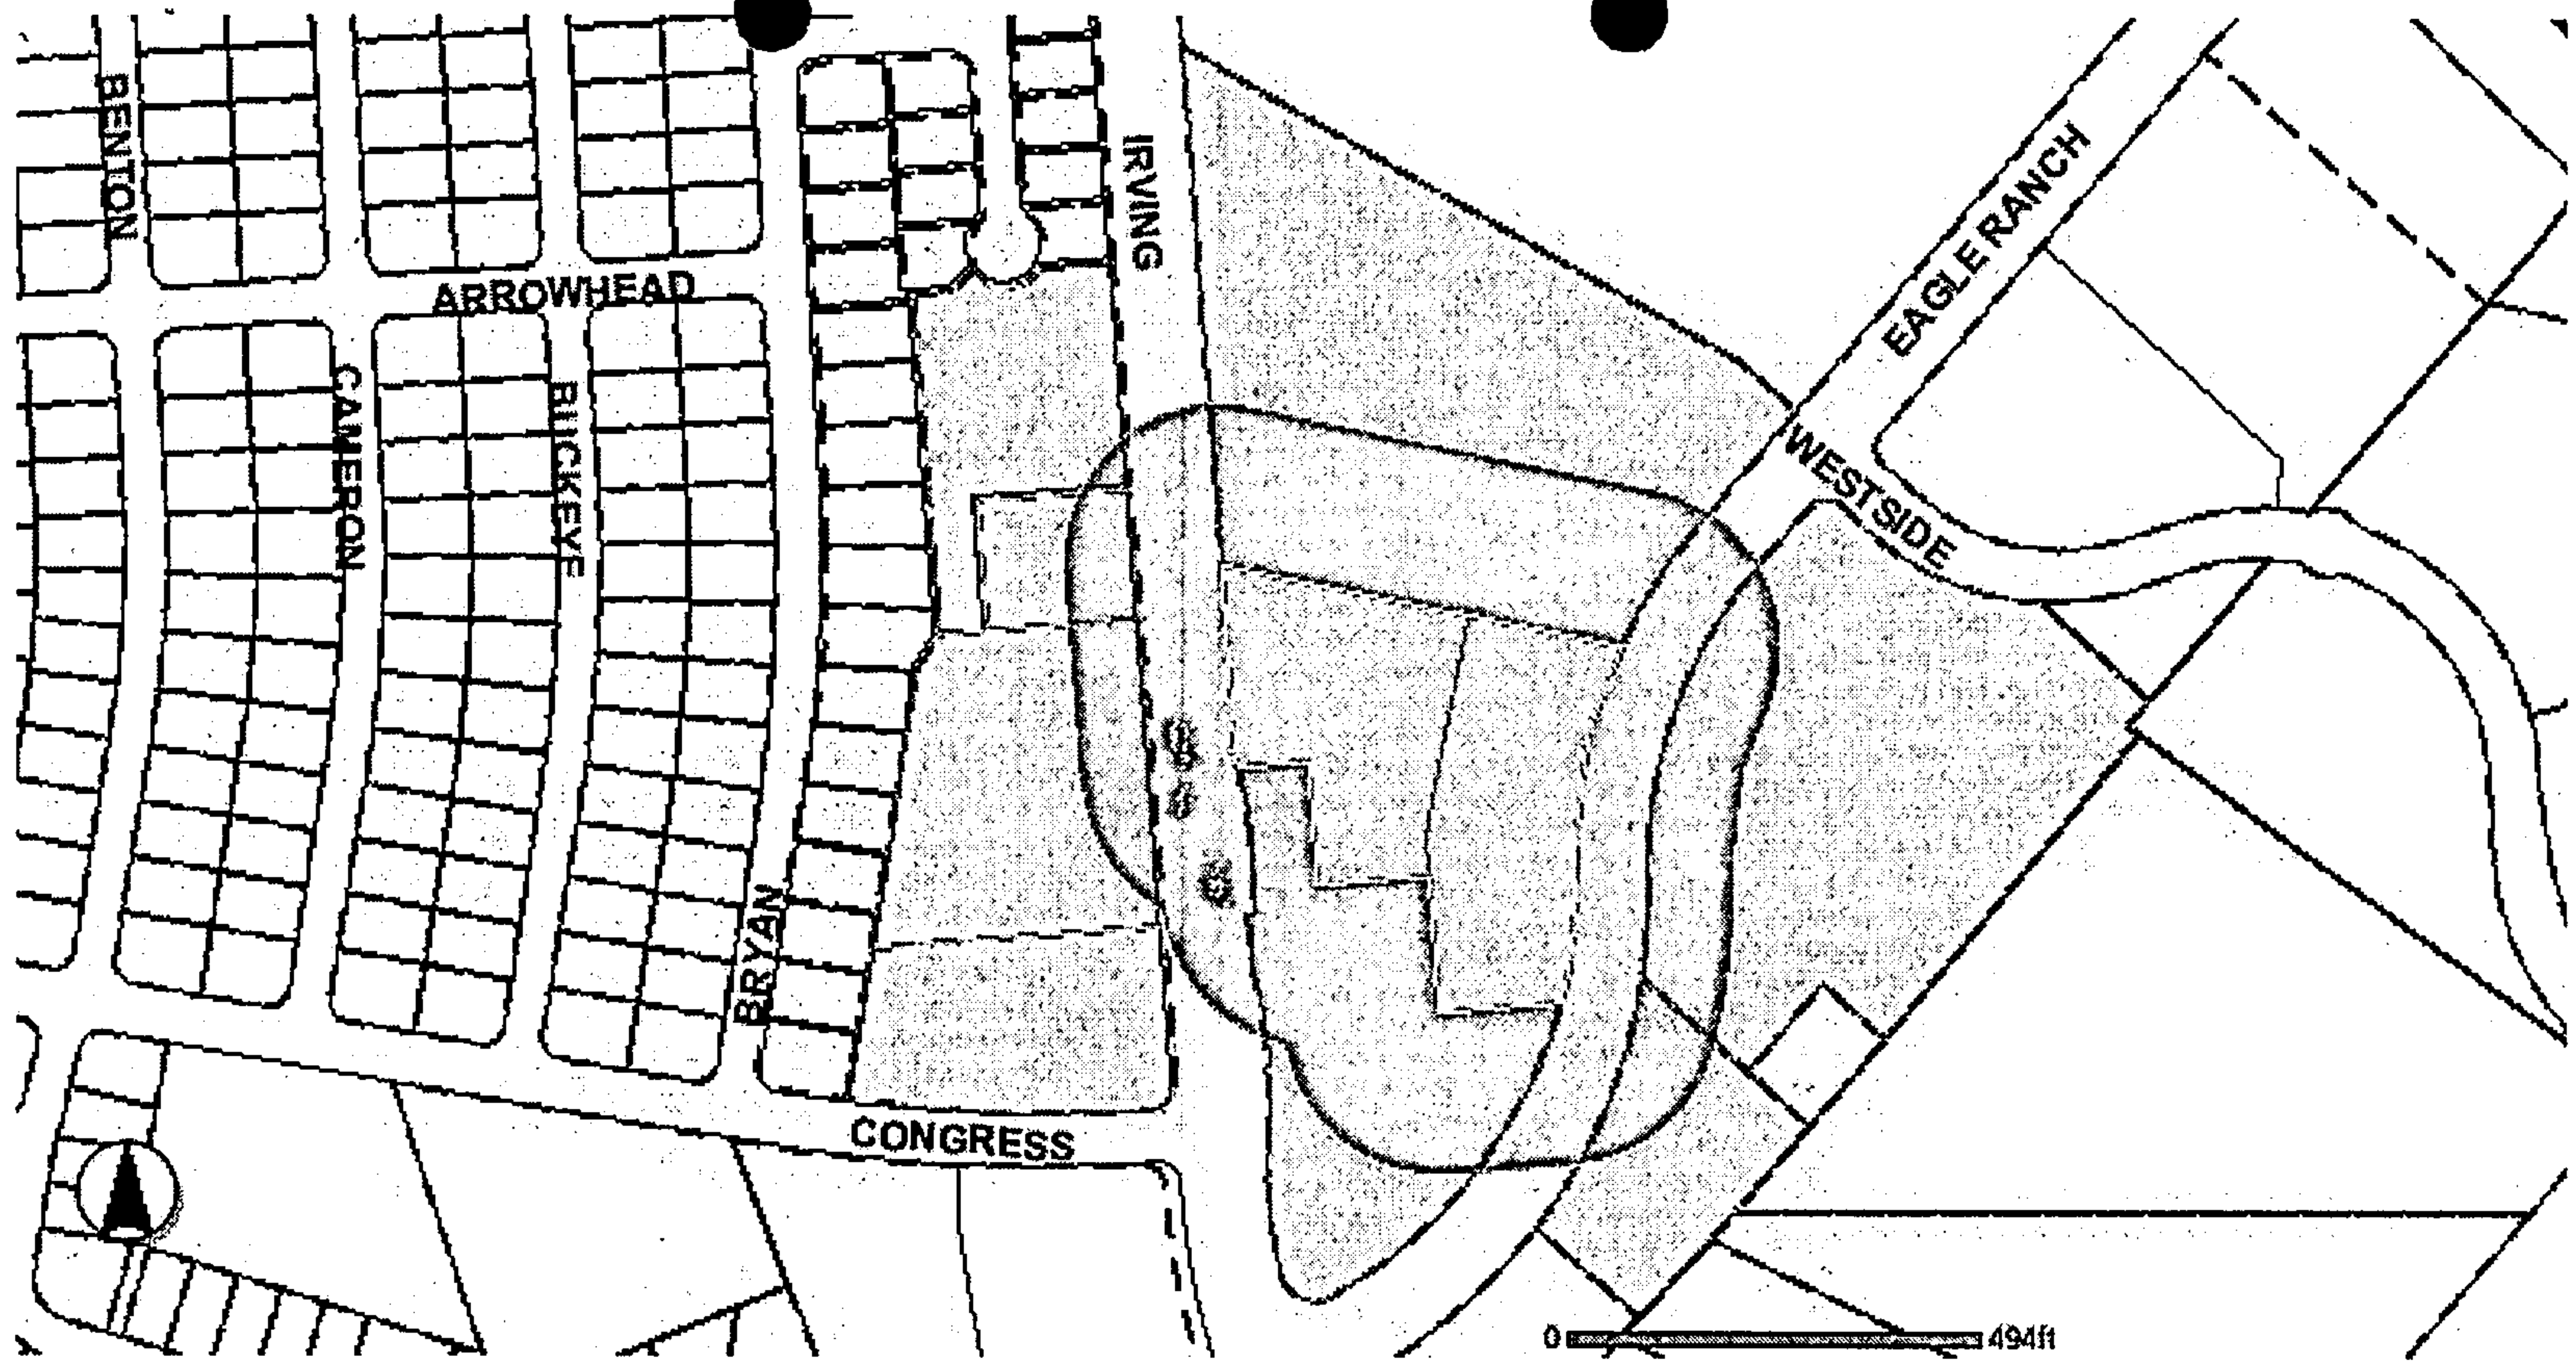 BENTON
IRVING
EAGLE RANCH
ARROWHEAD
CAMERON
BUCKEYE
WESTSIDE
BRYAN
CONGRESS
0 494ft